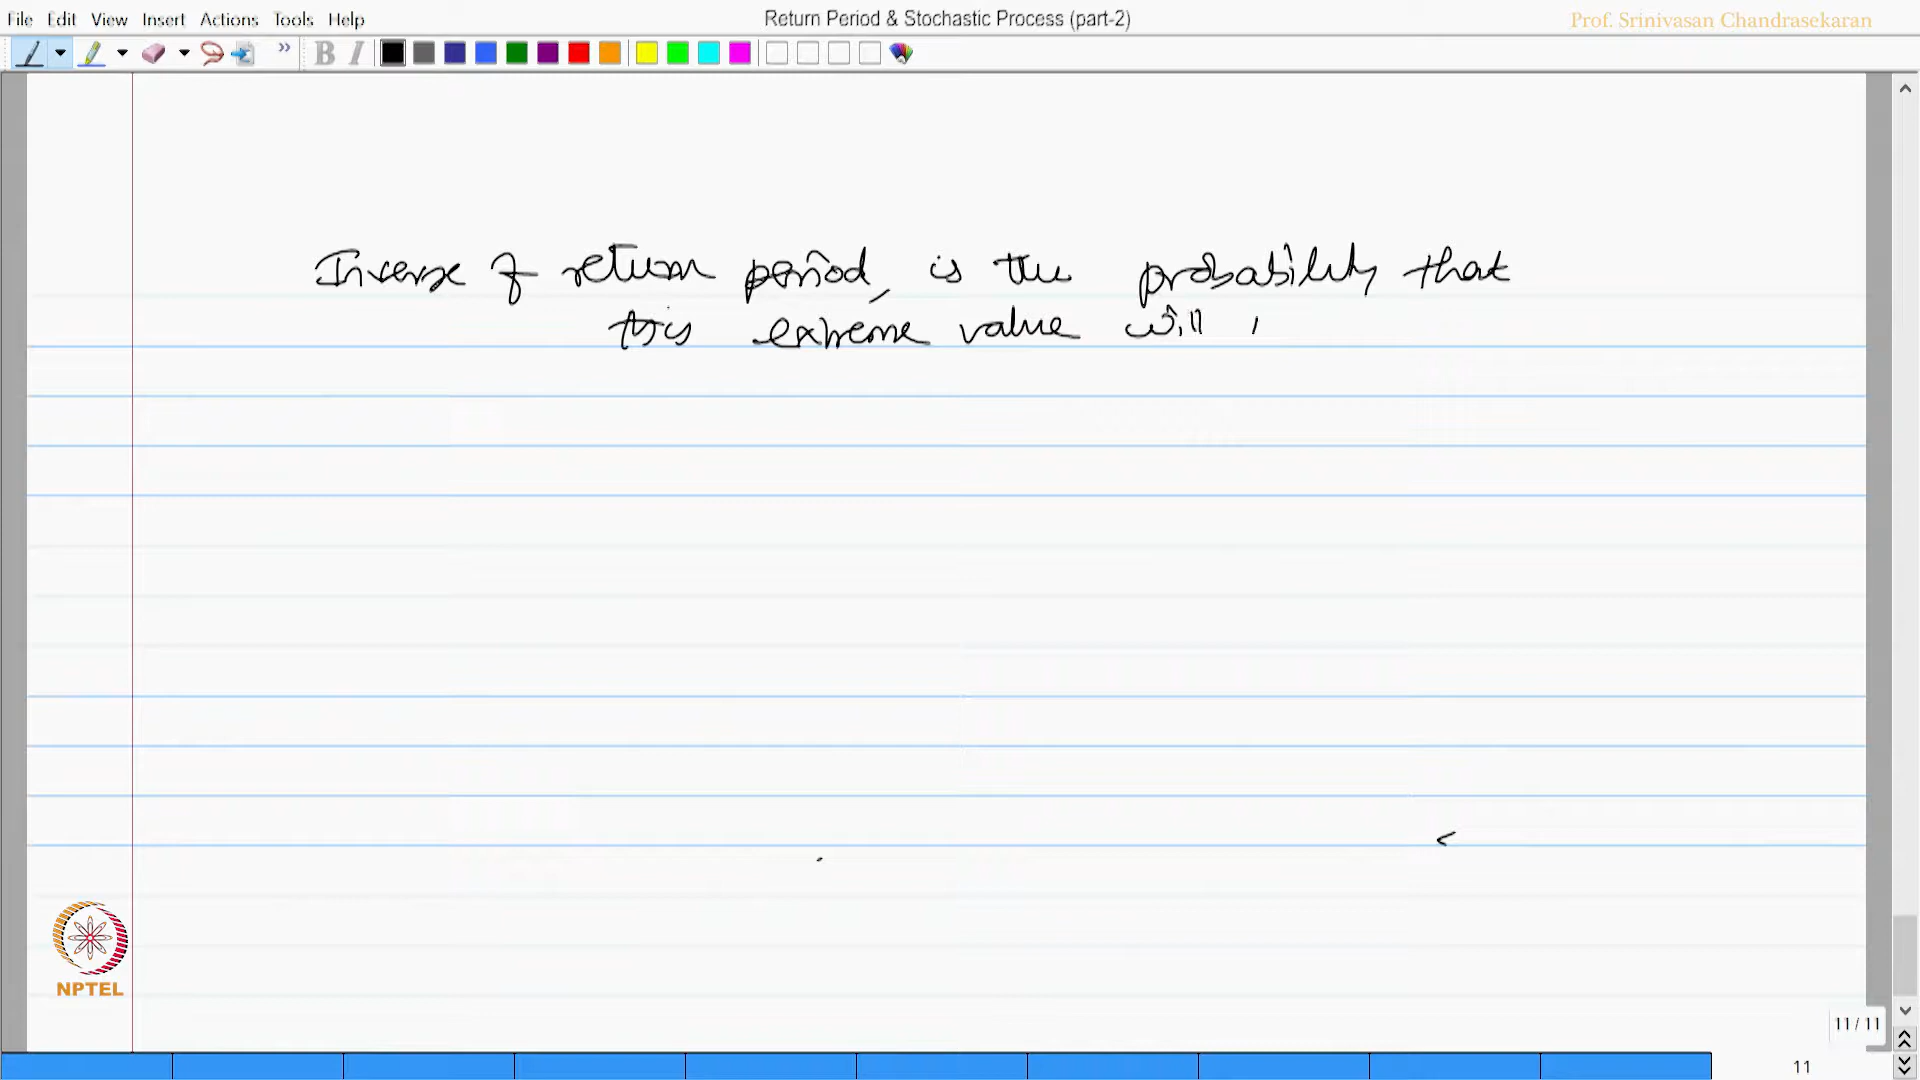 File Edit View Insert Actions Tools Help
Return Period & Stochastic Process (part-2)
Prof. Srinivasan Chandrasekaran
B I
Inverse of return period, is the probability that
this extreme value will
NPTEL
11 / 11
11